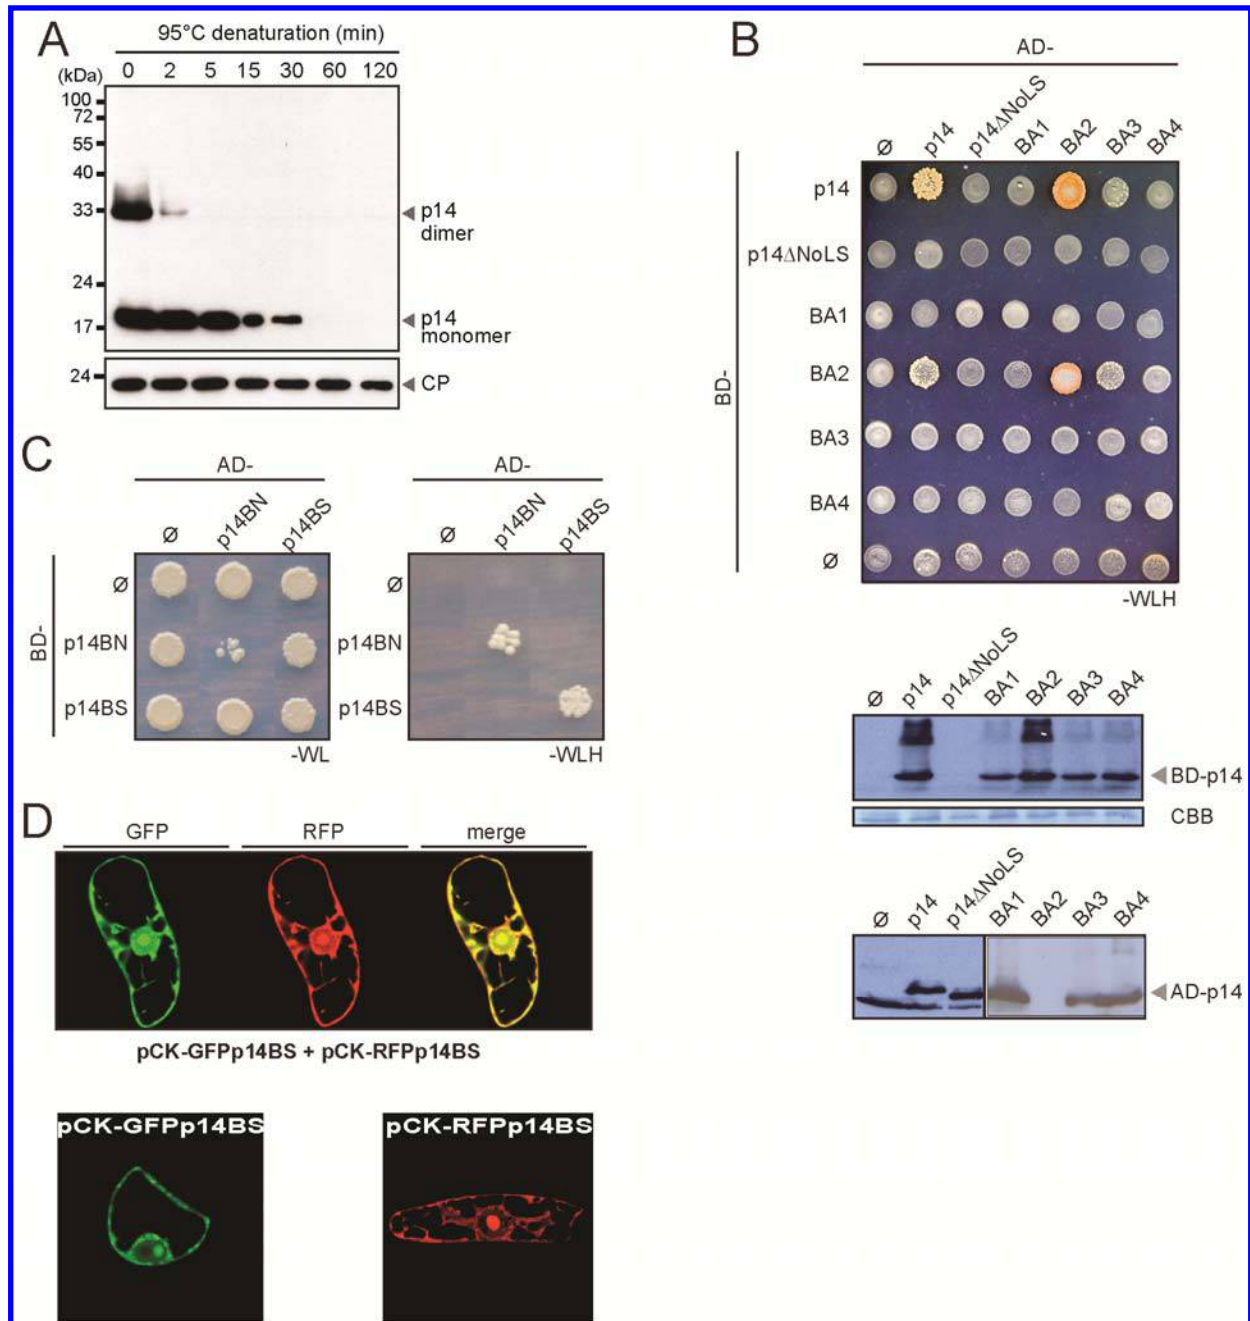 A
95°C denaturation (min)
(kDa) 0 2 5 15 30 60 120
100
72
55
40
33
24
17
p14
dimer
p14
monomer
24
CP
B
AD-
Ø p14 p14ΔNoLS BA1 BA2 BA3 BA4
BD-
p14
p14ΔNoLS
BA1
BA2
BA3
BA4
Ø
-WLH
Ø p14 p14ΔNoLS BA1 BA2 BA3 BA4
BD-p14
CBB
Ø p14 p14ΔNoLS BA1 BA2 BA3 BA4
AD-p14
C
AD-
Ø p14BN p14BS
BD-
Ø
p14BN
p14BS
-WL
AD-
Ø p14BN p14BS
p14BN
p14BS
-WLH
D
GFP RFP merge
pCK-GFPp14BS + pCK-RFPp14BS
pCK-GFPp14BS
pCK-RFPp14BS